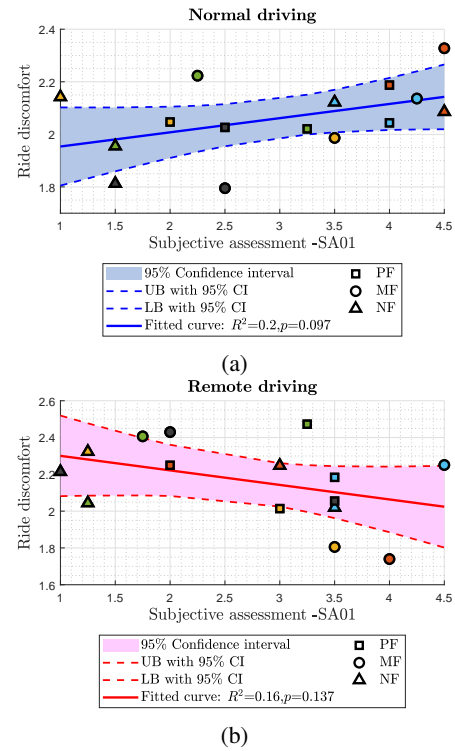 (a)
Normal driving
2.4
2.2
2
1.8
Ride discomfort
1 1.5 2 2.5 3 3.5 4 4.5
Subjective assessment -SA01
95% Confidence interval PF
UB with 95% CI MF
LB with 95% CI NF
Fitted curve: R²=0.2,p=0.097
(a)
Remote driving
2.6
2.4
2.2
2
1.8
1.6
Ride discomfort
1 1.5 2 2.5 3 3.5 4 4.5
Subjective assessment -SA01
95% Confidence interval PF
UB with 95% CI MF
LB with 95% CI NF
Fitted curve: R²=0.16,p=0.137
(b)